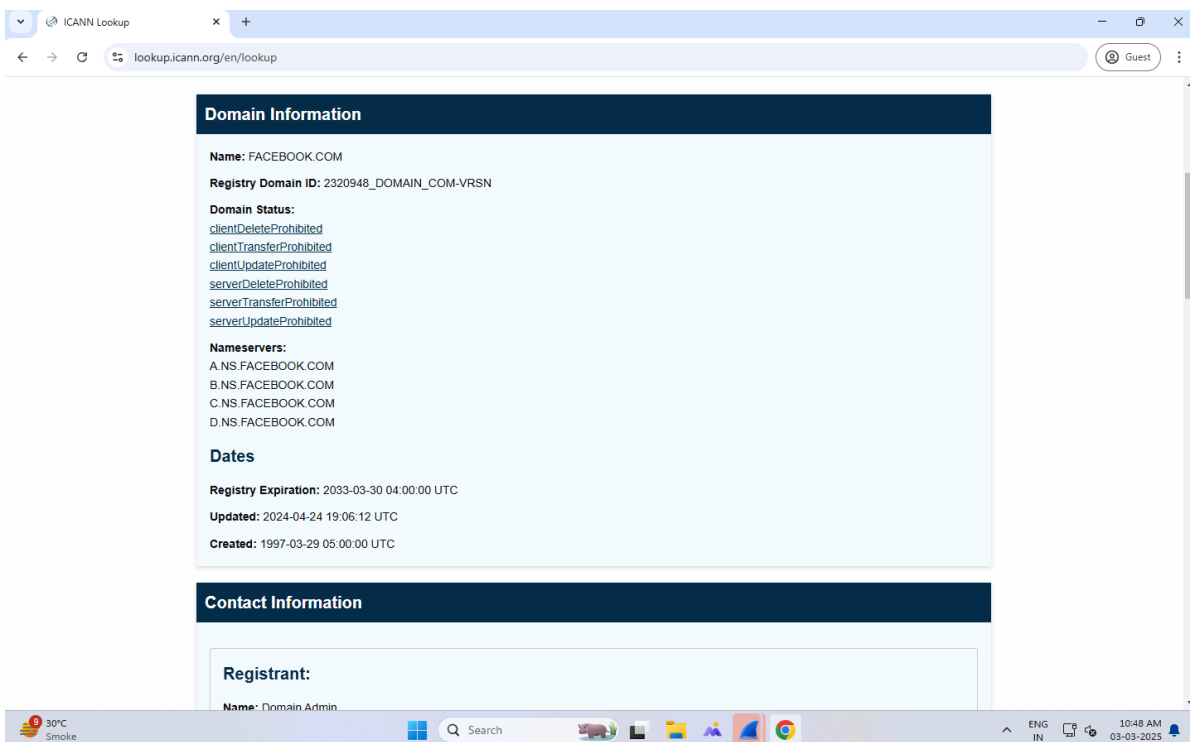 ICANN Lookup
lookup.icann.org/en/lookup
Guest
Domain Information
Name: FACEBOOK.COM
Registry Domain ID: 2320948_DOMAIN_COM-VRSN
Domain Status:
clientDeleteProhibited
clientTransferProhibited
clientUpdateProhibited
serverDeleteProhibited
serverTransferProhibited
serverUpdateProhibited
Nameservers:
A.NS.FACEBOOK.COM
B.NS.FACEBOOK.COM
C.NS.FACEBOOK.COM
D.NS.FACEBOOK.COM
Dates
Registry Expiration: 2033-03-30 04:00:00 UTC
Updated: 2024-04-24 19:06:12 UTC
Created: 1997-03-29 05:00:00 UTC
Contact Information
Registrant:
Name: Domain Admin
9
30°C
Smoke
Search
ENG
IN
10:48 AM
03-03-2025